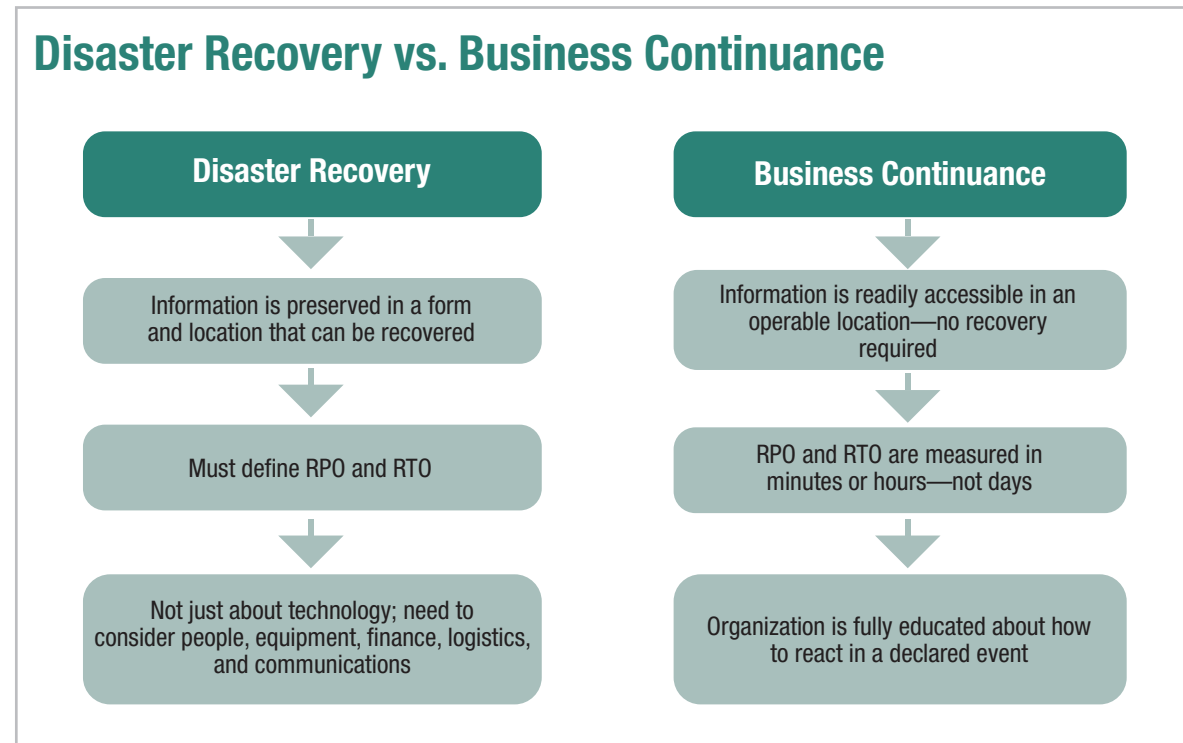 Disaster Recovery vs. Business Continuance
Disaster Recovery
Information is preserved in a form
and location that can be recovered
Must define RPO and RTO
Not just about technology; need to
consider people, equipment, finance, logistics,
and communications
Business Continuance
Information is readily accessible in an
operable location—no recovery
required
RPO and RTO are measured in
minutes or hours—not days
Organization is fully educated about how
to react in a declared event